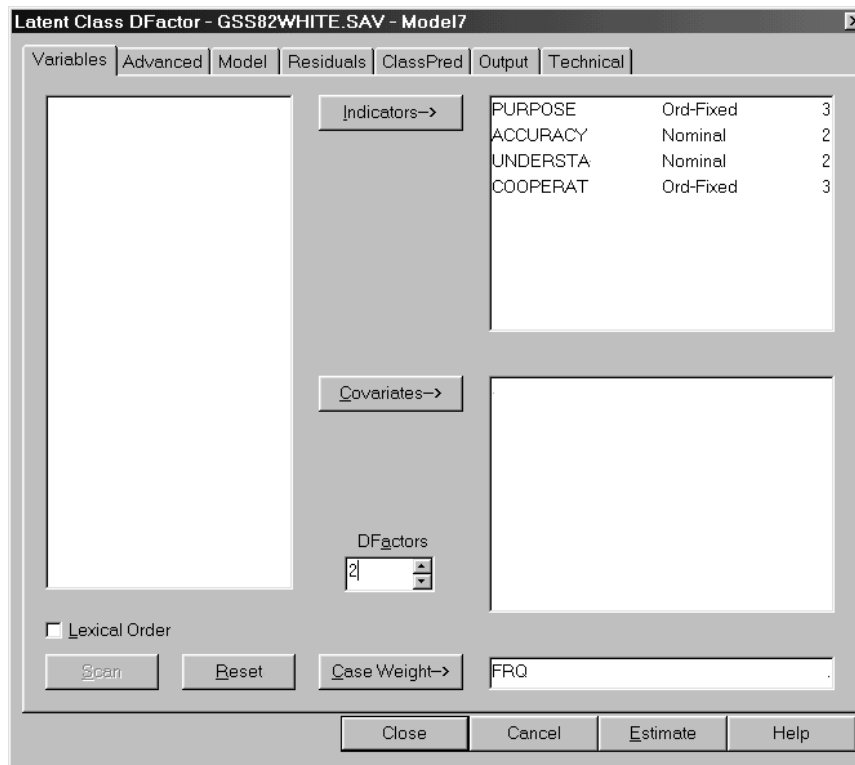 Latent Class DFactor - GSS82WHITE.SAV - Model7
Variables Advanced Model Residuals ClassPred Output Technical
Indicators-->
PURPOSE Ord-Fixed 3
ACCURACY Nominal 2
UNDERSTA Nominal 2
COOPERAT Ord-Fixed 3
Covariates-->
DFactors
2
Lexical Order
Scan Reset Case Weight--> FRQ .
Close Cancel Estimate Help